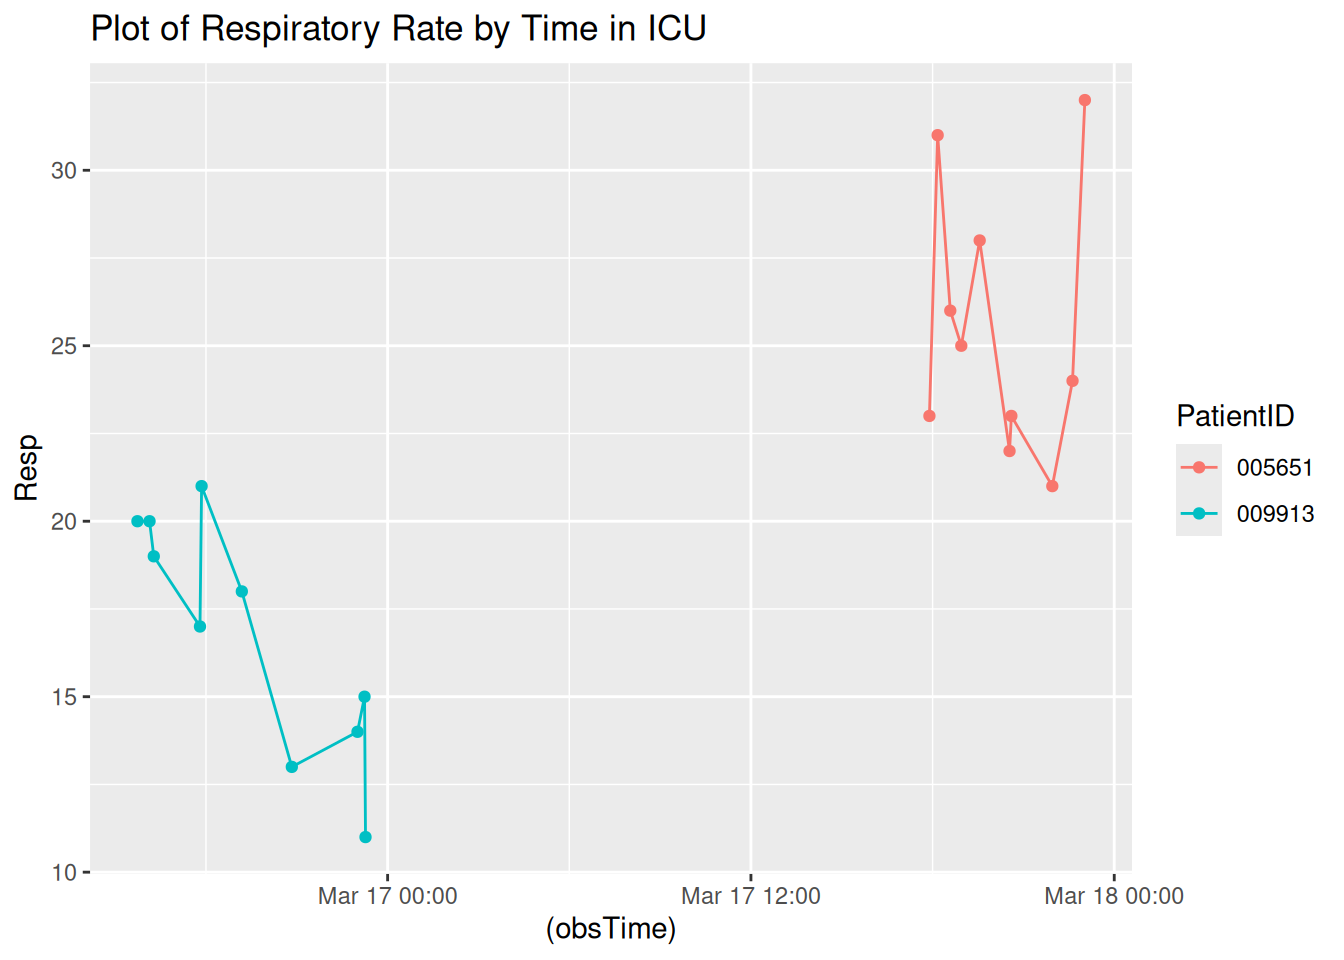 Plot of Respiratory Rate by Time in ICU
30
25
20
15
10
Resp
Mar 17 00:00
Mar 17 12:00
Mar 18 00:00
(obsTime)
PatientID
005651
009913